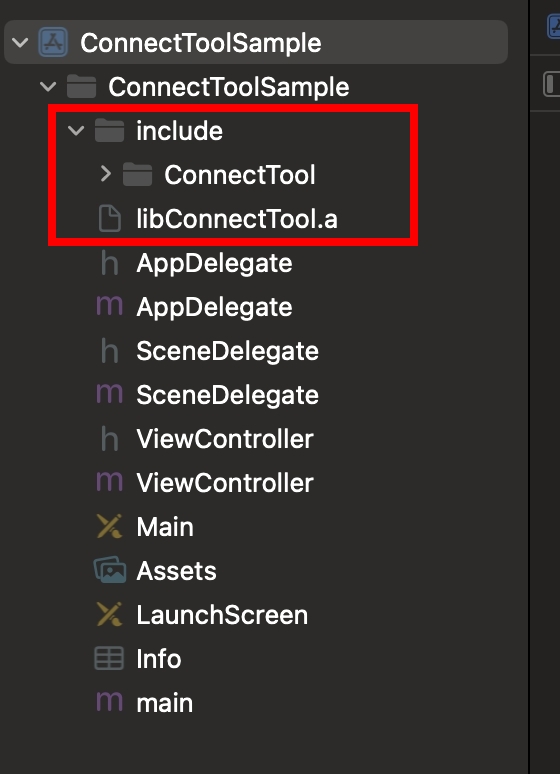 ConnectToolSample
ConnectToolSample
include
ConnectTool
libConnectTool.a
h AppDelegate
m AppDelegate
h SceneDelegate
m SceneDelegate
h ViewController
m ViewController
Main
Assets
LaunchScreen
Info
m main